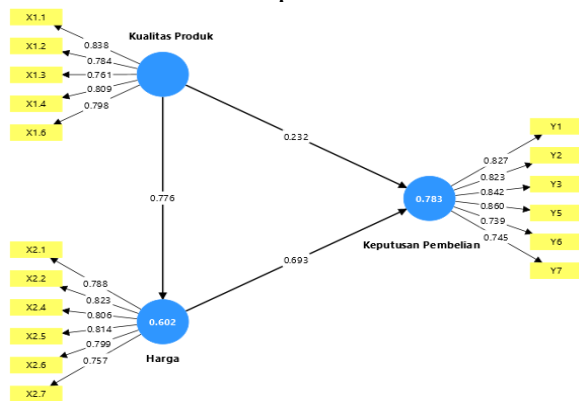 X1.1
X1.2
X1.3
X1.4
X1.6
0.838
0.784
0.761
0.809
0.798
Kualitas Produk
0.232
0.776
0.693
X2.1
X2.2
X2.4
X2.5
X2.6
X2.7
0.788
0.823
0.806
0.814
0.799
0.757
0.602
Harga
0.783
Keputusan Pembelian
0.827
0.823
0.842
0.860
0.739
0.745
Y1
Y2
Y3
Y5
Y6
Y7